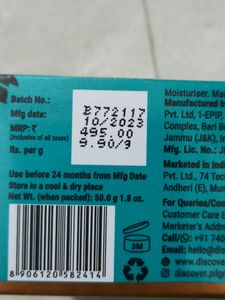 Batch No.: B772117
Mfg date: 10/2023
MRP: ₹ 495.00
(Inclusive of all taxes)
Rs. per g 9.90/g
Use before 24 months from Mfg Date
Store in a cool & dry place
Net (when packed): 50.0 g 1.8 oz.
8 906120 582414
3M
Moisturiser. Ma
Manufactured b
Pvt. Ltd., 1-EPIP,
Complex, Bari Br
Jammu (J&K), In
Mfg. Lic. No.: J
Marketed in Indi
Pvt. Ltd., 74 Tec
Andheri (E), Mum
For Queries/Com
Customer Care E
Marketer's Addre
+91 740
Email: hello@dis
www.discove
discover.pilgr